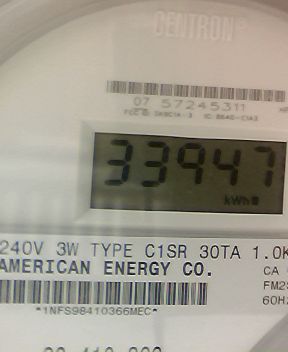 CENTRON®
07 57245311
33947
kWh
240V 3W TYPE C1SR 30TA 1.0K
AMERICAN ENERGY CO.
CA
FM2S
60HZ
*1NFS98410366MEC*